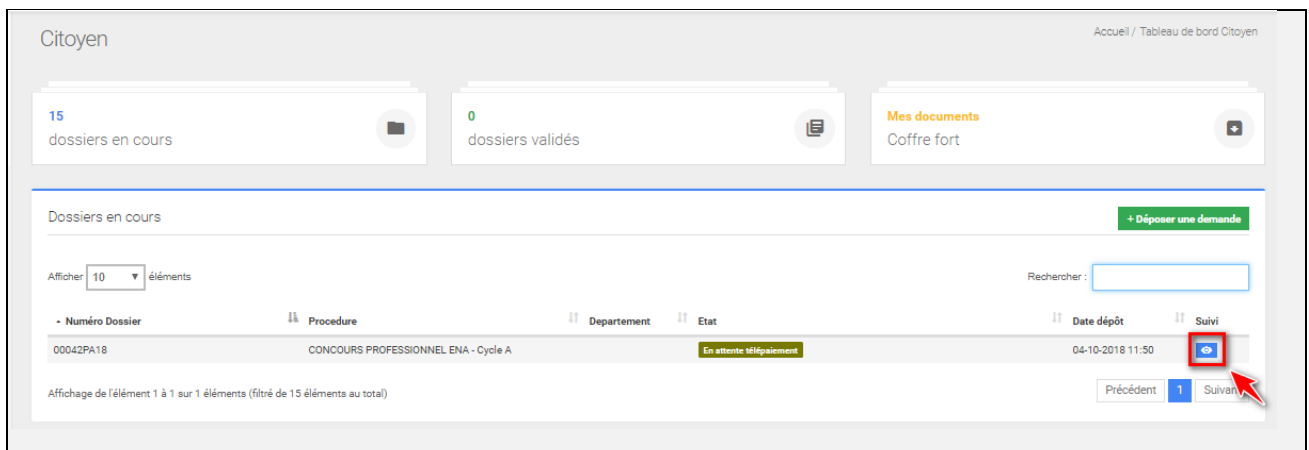 Citoyen
Accueil / Tableau de bord Citoyen
15
dossiers en cours
0
dossiers validés
Mes documents
Coffre fort
Dossiers en cours
+ Déposer une demande
Afficher 10 éléments
Rechercher :
Numéro Dossier Procedure Departement Etat Date dépôt Suivi
00042PA18 CONCOURS PROFESSIONNEL ENA - Cycle A En attente télépaiement 04-10-2018 11:50
Affichage de l'élément 1 à 1 sur 1 éléments (filtré de 15 éléments au total)
Précédent 1 Suivan